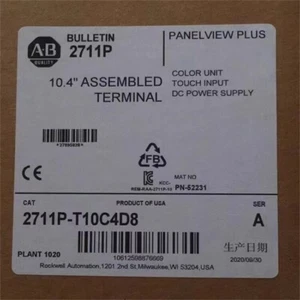 AB
QUALITY
BULLETIN
2711P
PANELVIEW PLUS
10.4" ASSEMBLED
TERMINAL
COLOR UNIT
TOUCH INPUT
DC POWER SUPPLY
FB
MAT NO
PN-52231
CAT
PRODUCT OF USA
SER
2711P-T10C4D8
A
PLANT 1020
生产日期
2020/09/30
Rockwell Automation, 1201 2nd St, Milwaukee, WI 53204, USA